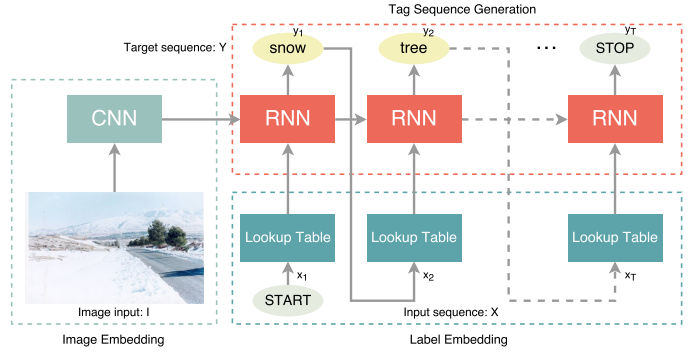 Tag Sequence Generation
Target sequence: Y
y1
y2
yT
snow
tree
...
STOP
CNN
RNN
RNN
RNN
Lookup Table
Lookup Table
Lookup Table
x1
x2
xT
START
Image input: I
Input sequence: X
Image Embedding
Label Embedding